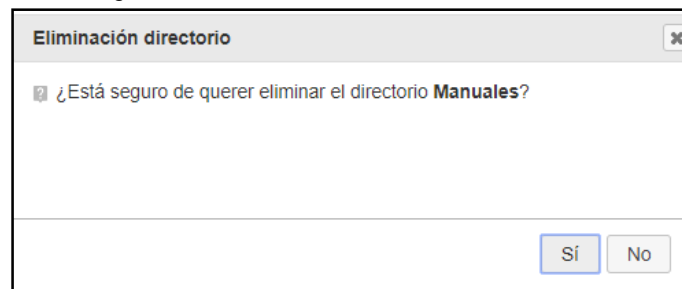 Eliminación directorio
¿Está seguro de querer eliminar el directorio Manuales?
Sí No